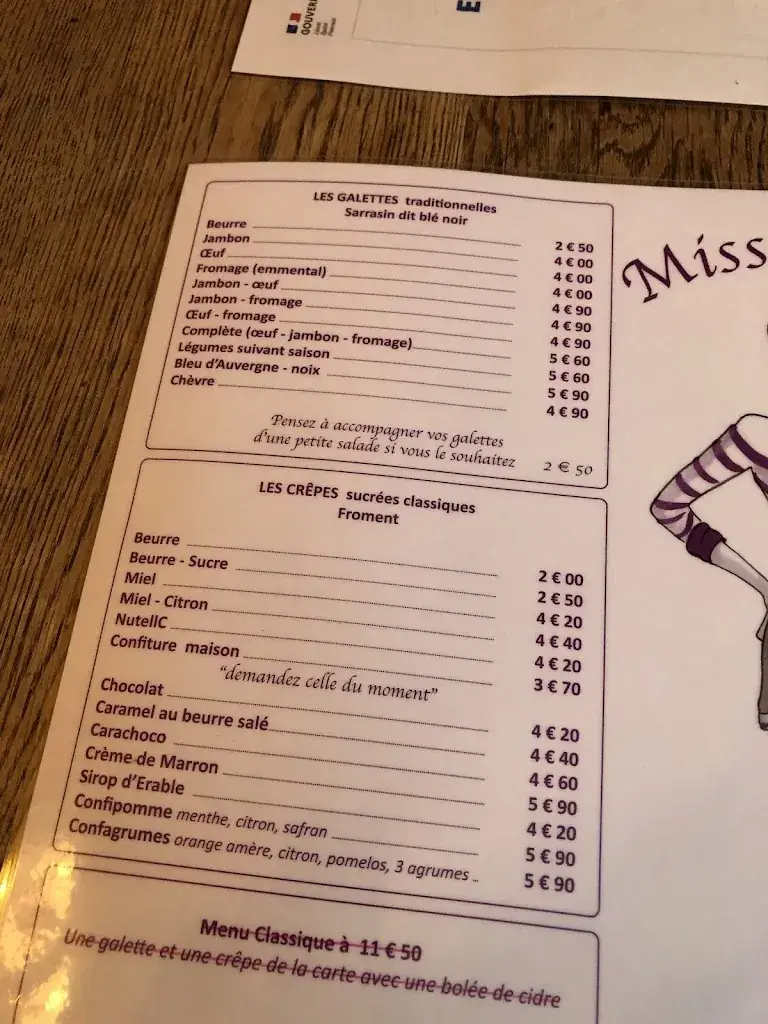 GOUVER
E
Miss
LES GALETTES traditionnelles
Sarrasin dit blé noir
Beurre 2 € 50
Jambon 4 € 00
Œuf 4 € 00
Fromage (emmental) 4 € 00
Jambon - œuf 4 € 90
Jambon - fromage 4 € 90
Œuf - fromage 4 € 90
Complète (œuf - jambon - fromage) 5 € 60
Légumes suivant saison 5 € 60
Bleu d'Auvergne - noix 5 € 90
Chèvre 4 € 90
Pensez à accompagner vos galettes
d'une petite salade si vous le souhaitez 2 € 50
LES CRÊPES sucrées classiques
Froment
Beurre 2 € 00
Beurre - Sucre 2 € 50
Miel 4 € 20
Miel - Citron 4 € 40
NutellC 4 € 20
Confiture maison 3 € 70
"demandez celle du moment"
Chocolat 4 € 20
Caramel au beurre salé 4 € 40
Carachoco 4 € 60
Crème de Marron 5 € 90
Sirop d'Erable 4 € 20
Confipomme menthe, citron, safran 5 € 90
Confagrumes orange amère, citron, pomelos, 3 agrumes 5 € 90
Menu Classique à 11 € 50
Une galette et une crêpe de la carte avec une bolée de cidre